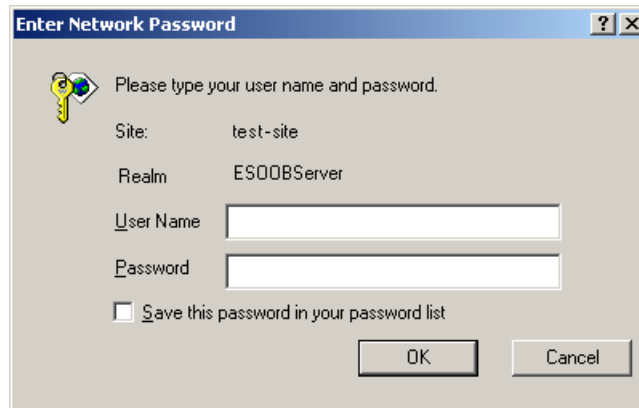 Enter Network Password
Please type your user name and password.
Site: test-site
Realm ESOOBServer
User Name
Password
Save this password in your password list
OK Cancel